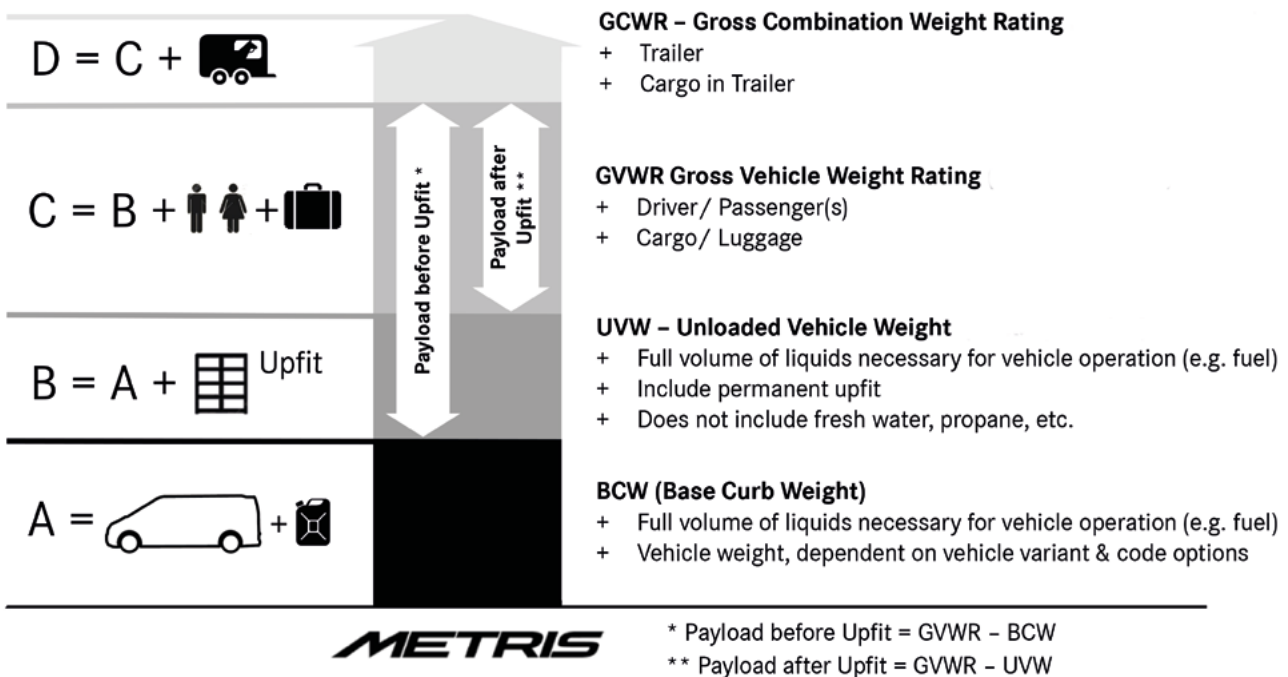 D = C +
GCWR – Gross Combination Weight Rating
+ Trailer
+ Cargo in Trailer
C = B + +
Payload before Upfit *
Payload after
Upfit **
GVWR Gross Vehicle Weight Rating
+ Driver/ Passenger(s)
+ Cargo/ Luggage
B = A + Upfit
UVW – Unloaded Vehicle Weight
+ Full volume of liquids necessary for vehicle operation (e.g. fuel)
+ Include permanent upfit
+ Does not include fresh water, propane, etc.
A = +
BCW (Base Curb Weight)
+ Full volume of liquids necessary for vehicle operation (e.g. fuel)
+ Vehicle weight, dependent on vehicle variant & code options
METRIS
* Payload before Upfit = GVWR – BCW
** Payload after Upfit = GVWR – UVW